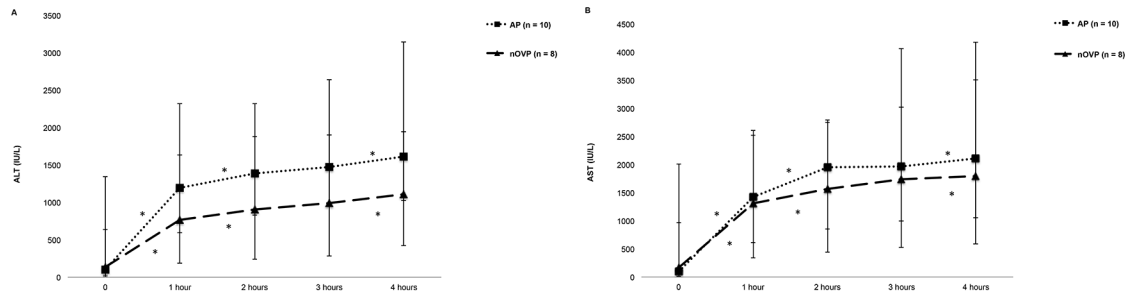 A
ALT (IU/L)
3500
3000
2500
2000
1500
1000
500
0
* * * * * *
0 1 hour 2 hours 3 hours 4 hours
AP (n = 10)
nOVP (n = 8)
B
AST (IU/L)
4500
4000
3500
3000
2500
2000
1500
1000
500
0
* * * * * *
0 1 hour 2 hours 3 hours 4 hours
AP (n = 10)
nOVP (n = 8)